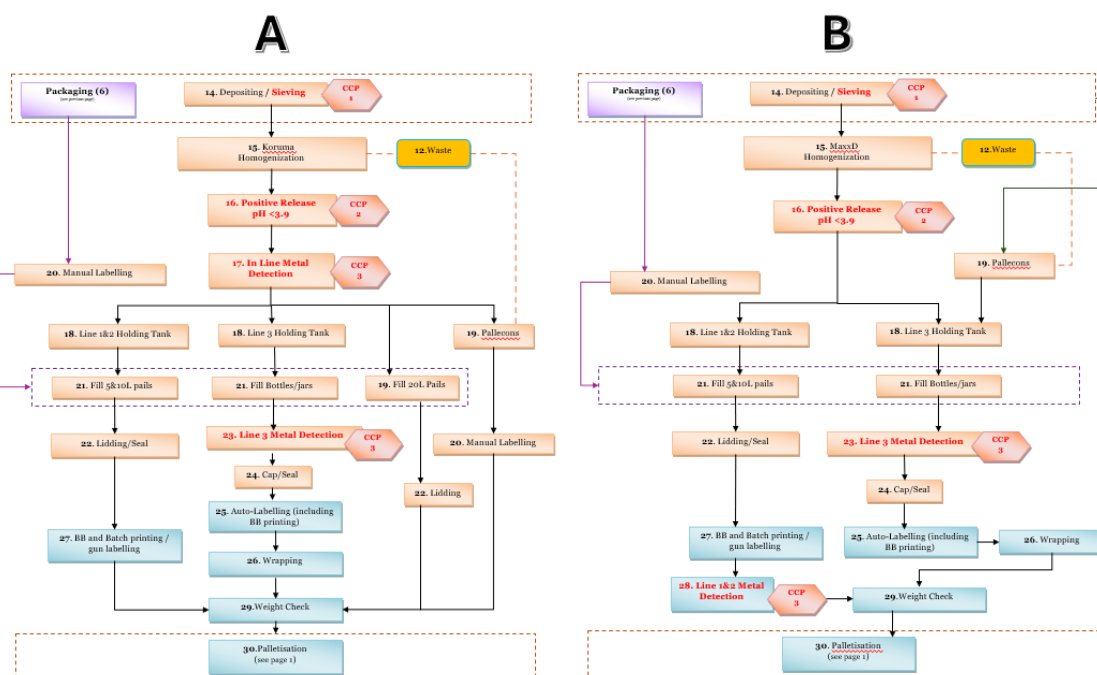 A
Packaging (6)
(see previous page)
14. Depositing / Sieving
CCP
1
15. Koruma
Homogenization
12.Waste
16. Positive Release
pH <3.9
CCP
2
17. In Line Metal
Detection
CCP
3
20. Manual Labelling
18. Line 1&2 Holding Tank
18. Line 3 Holding Tank
19. Pallecons
21. Fill 5&10L pails
21. Fill Bottles/jars
19. Fill 20L Pails
22. Lidding/Seal
23. Line 3 Metal Detection
CCP
3
20. Manual Labelling
24. Cap/Seal
22. Lidding
25. Auto-Labelling (including
BB printing)
27. BB and Batch printing /
gun labelling
26. Wrapping
29.Weight Check
30.Palletisation
(see page 1)
B
Packaging (6)
(see previous page)
14. Depositing / Sieving
CCP
1
15. MaxxD
Homogenization
12.Waste
16. Positive Release
pH <3.9
CCP
2
19. Pallecons
20. Manual Labelling
18. Line 1&2 Holding Tank
18. Line 3 Holding Tank
21. Fill 5&10L pails
21. Fill Bottles/jars
22. Lidding/Seal
23. Line 3 Metal Detection
CCP
3
24. Cap/Seal
27. BB and Batch printing /
gun labelling
25. Auto-Labelling (including
BB printing)
26. Wrapping
28. Line 1&2 Metal
Detection
CCP
3
29.Weight Check
30. Palletisation
(see page 1)